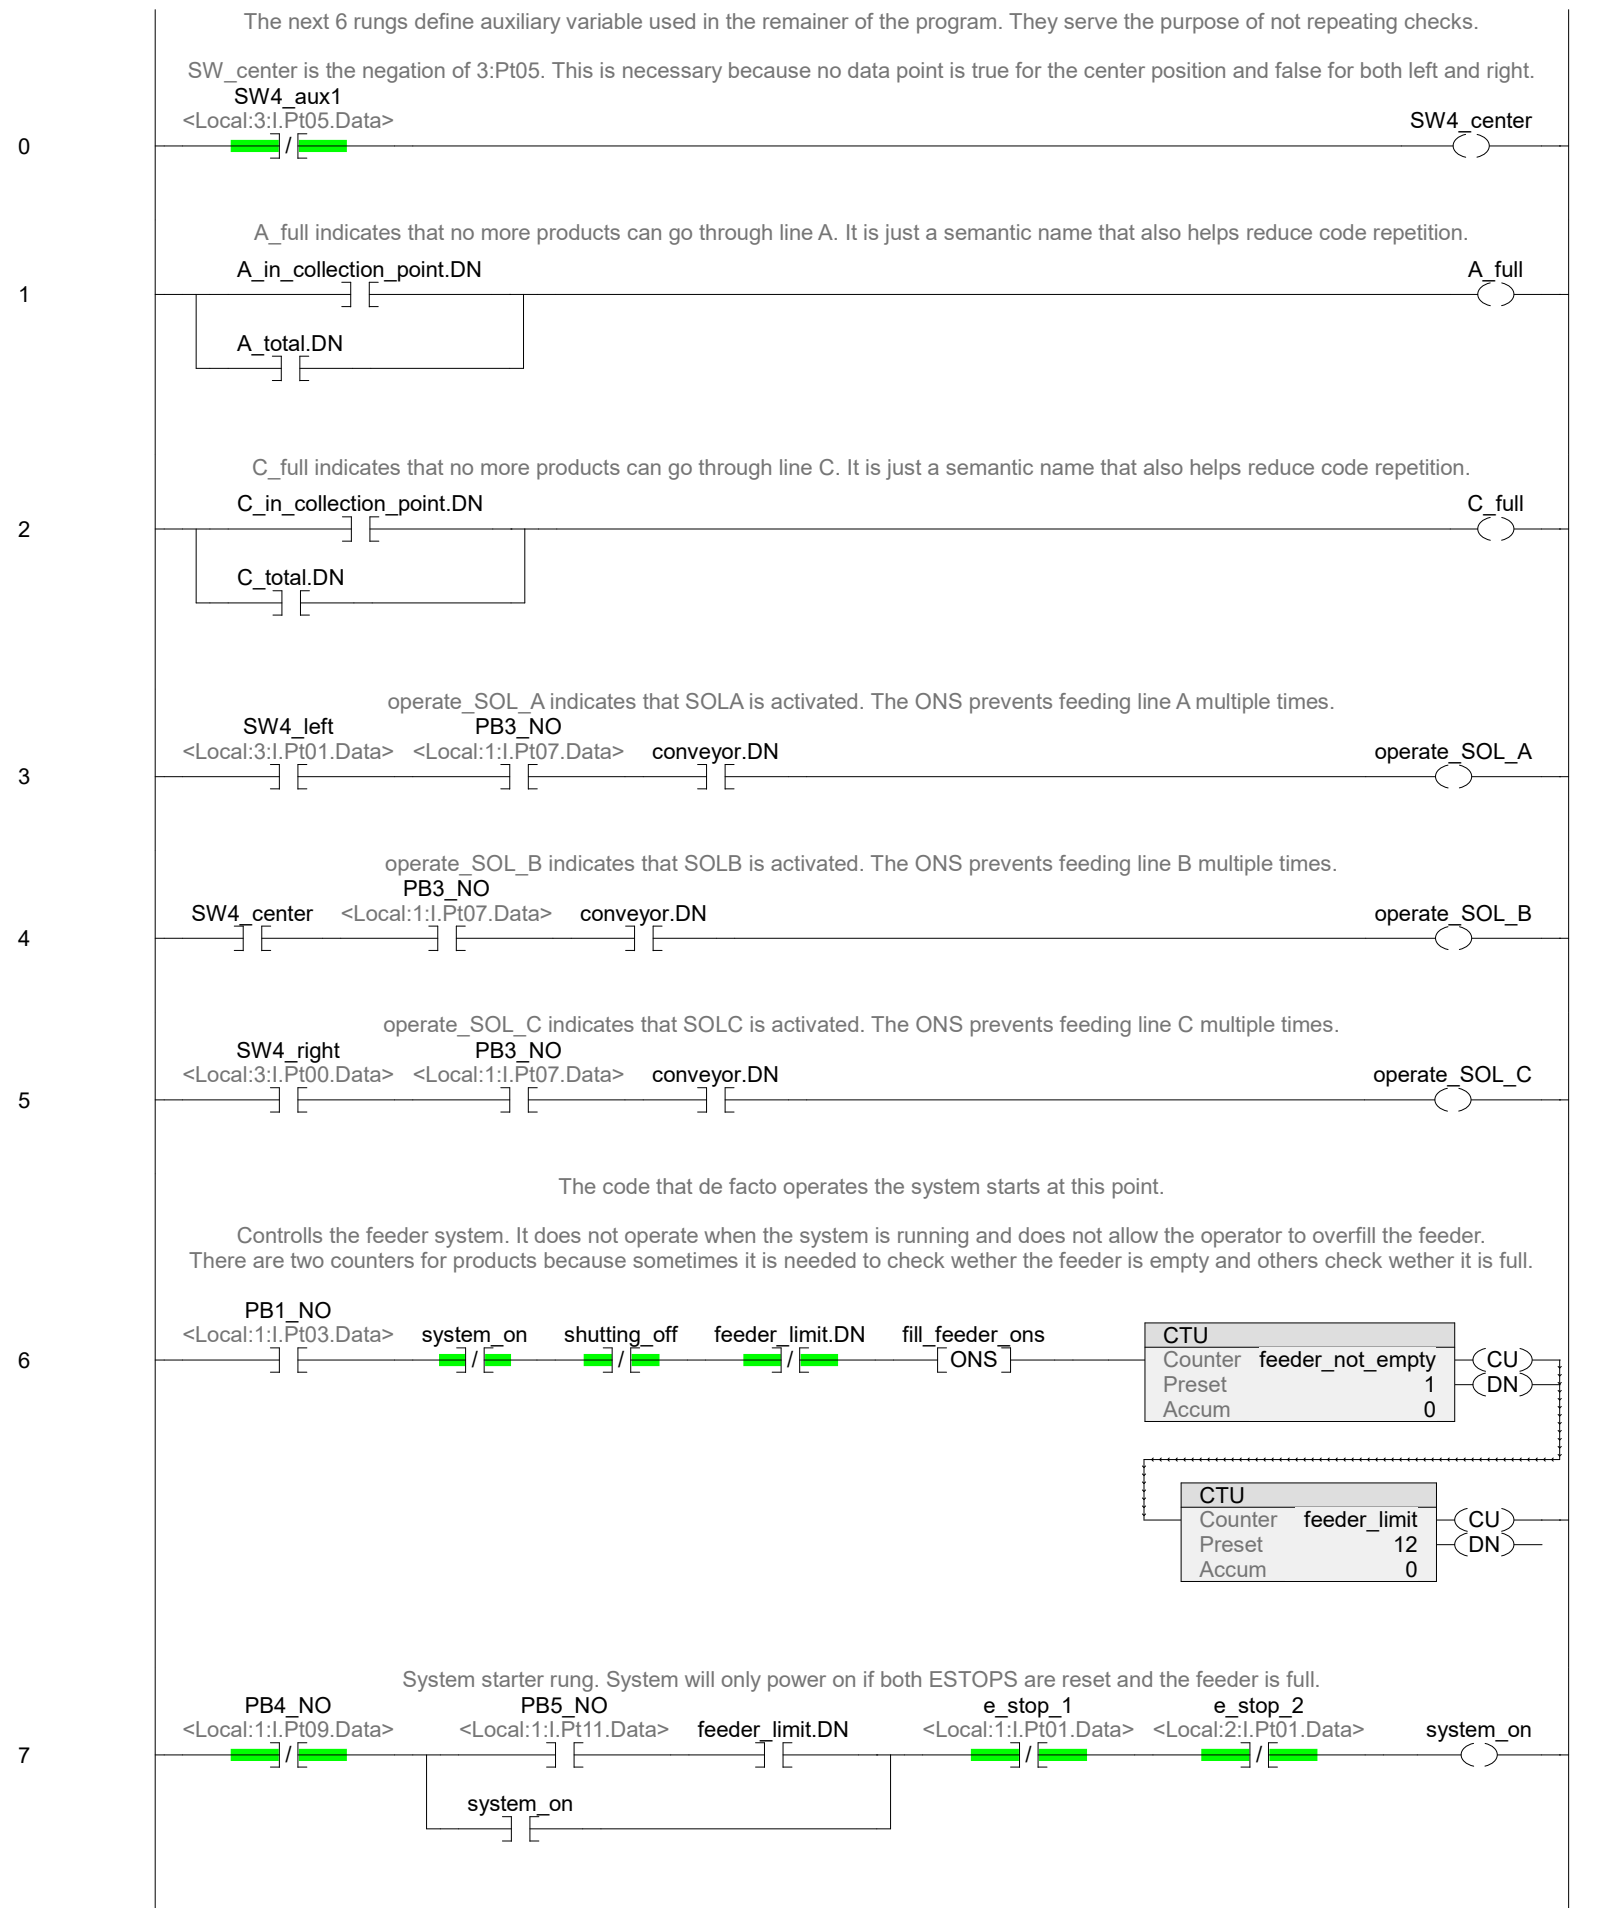 The next 6 rungs define auxiliary variable used in the remainer of the program. They serve the purpose of not repeating checks.
SW_center is the negation of 3:Pt05. This is necessary because no data point is true for the center position and false for both left and right.
SW4_aux1
<Local:3:I.Pt05.Data>
SW4_center
0
/
A_full indicates that no more products can go through line A. It is just a semantic name that also helps reduce code repetition.
A_in_collection_point.DN
A_full
1
A_total.DN
C_full indicates that no more products can go through line C. It is just a semantic name that also helps reduce code repetition.
C_in_collection_point.DN
C_full
2
C_total.DN
operate_SOL_A indicates that SOLA is activated. The ONS prevents feeding line A multiple times.
SW4_left PB3_NO
<Local:3:I.Pt01.Data> <Local:1:I.Pt07.Data> conveyor.DN operate_SOL_A
3
operate_SOL_B indicates that SOLB is activated. The ONS prevents feeding line B multiple times.
PB3_NO
SW4_center <Local:1:I.Pt07.Data> conveyor.DN operate_SOL_B
4
operate_SOL_C indicates that SOLC is activated. The ONS prevents feeding line C multiple times.
SW4_right PB3_NO
<Local:3:I.Pt00.Data> <Local:1:I.Pt07.Data> conveyor.DN operate_SOL_C
5
The code that de facto operates the system starts at this point.
Controlls the feeder system. It does not operate when the system is running and does not allow the operator to overfill the feeder.
There are two counters for products because sometimes it is needed to check wether the feeder is empty and others check wether it is full.
PB1_NO
<Local:1:I.Pt03.Data> system_on shutting_off feeder_limit.DN fill_feeder_ons CTU
6 / / / ONS Counter feeder_not_empty CU
Preset 1 DN
Accum 0
CTU
Counter feeder_limit CU
Preset 12 DN
Accum 0
System starter rung. System will only power on if both ESTOPS are reset and the feeder is full.
PB4_NO PB5_NO e_stop_1 e_stop_2
<Local:1:I.Pt09.Data> <Local:1:I.Pt11.Data> feeder_limit.DN <Local:1:I.Pt01.Data> <Local:2:I.Pt01.Data> system_on
7 / / /
system_on